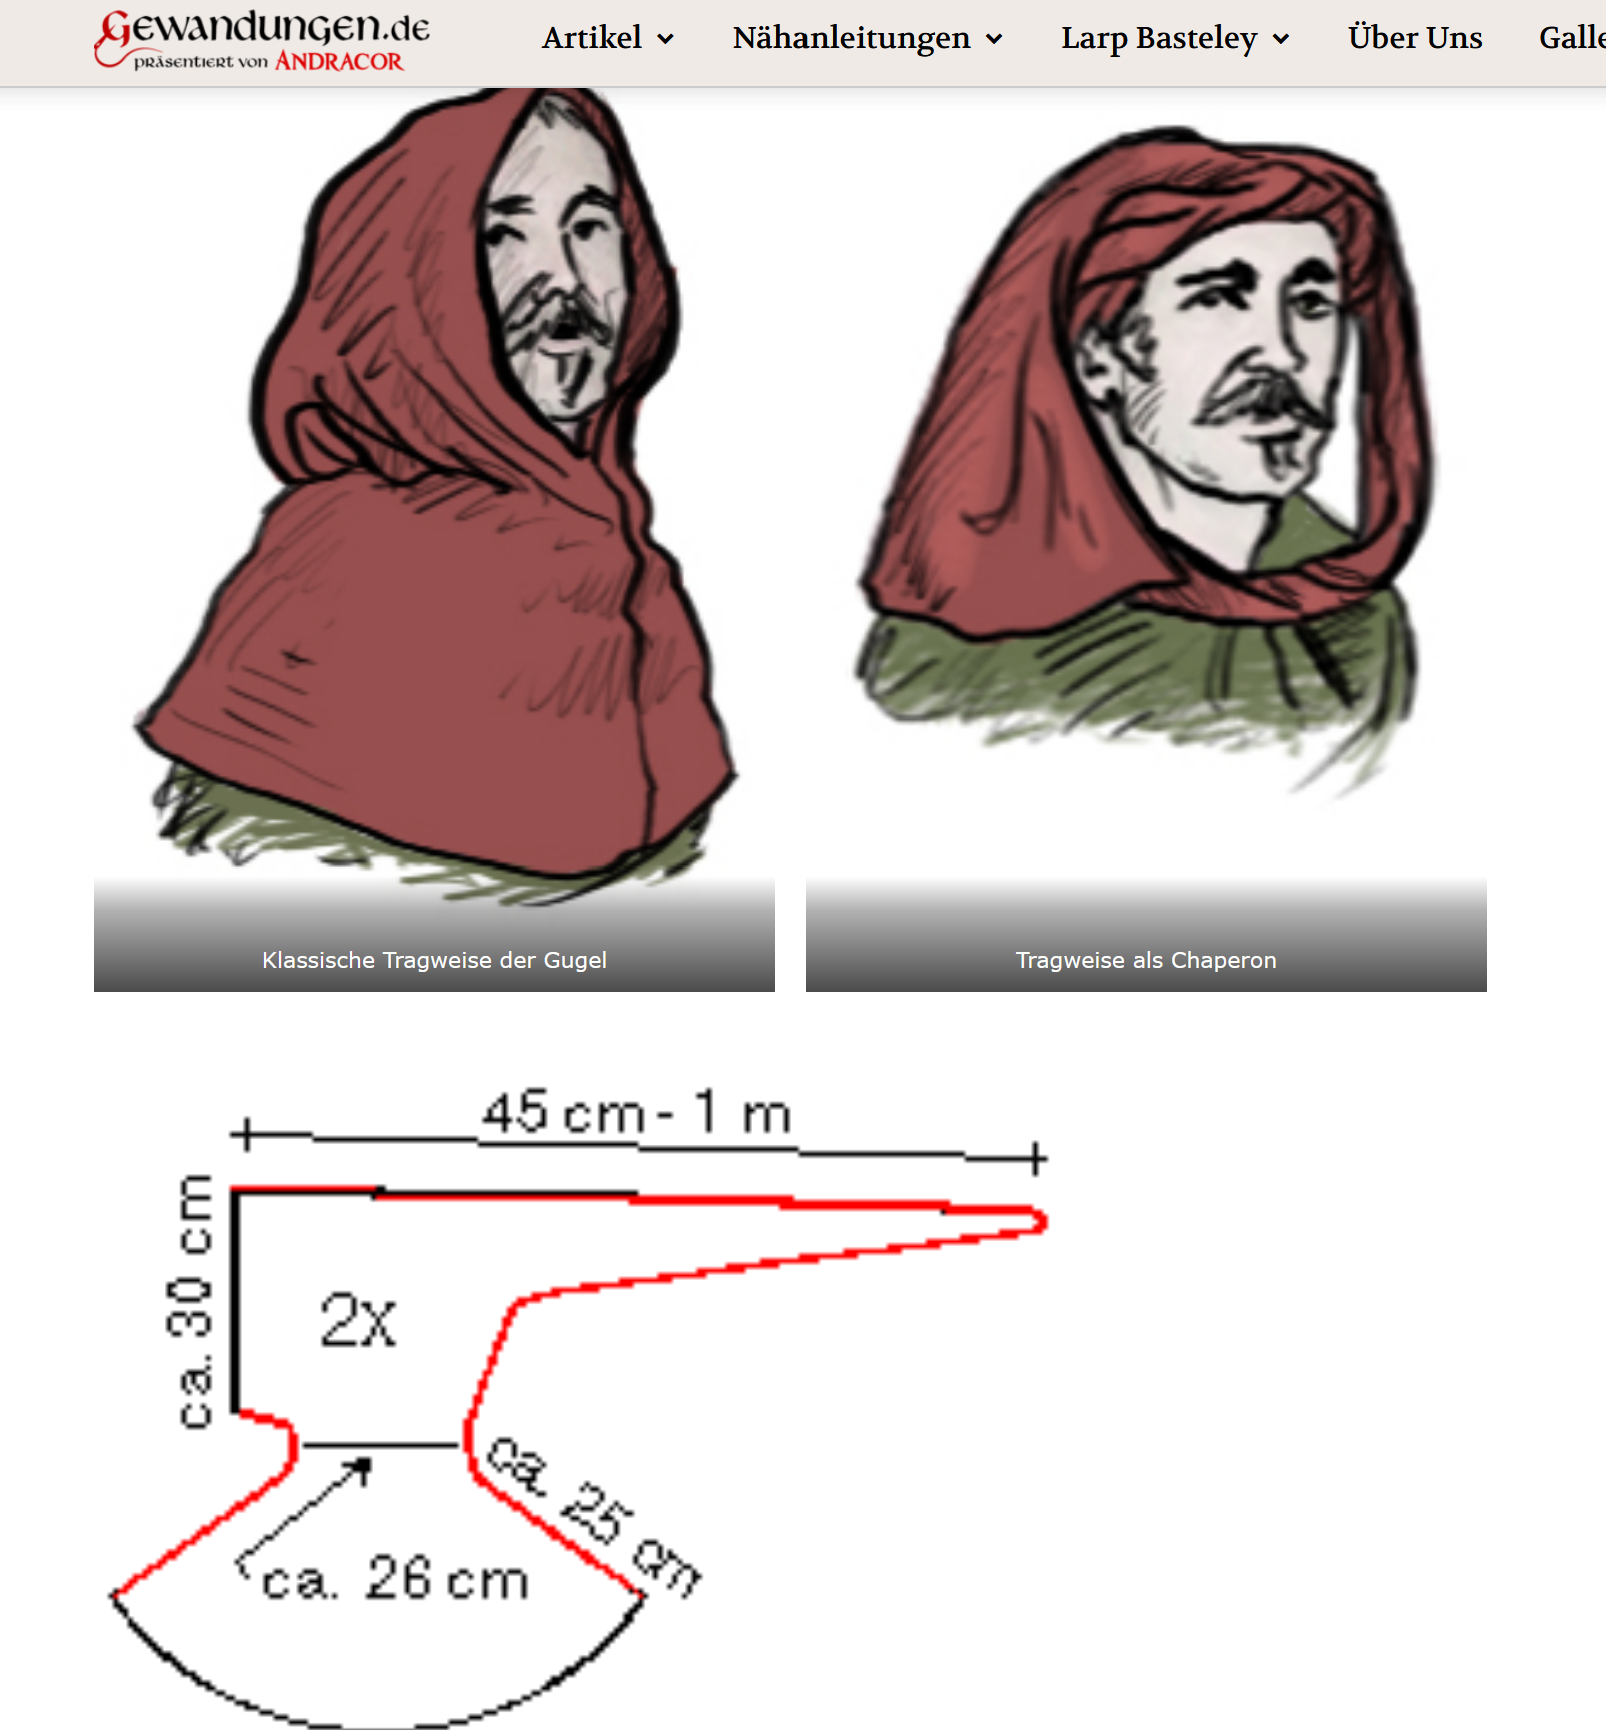 Gewandungen.de
präsentiert von ANDRACOR
Artikel
Nähanleitungen
Larp Basteley
Über Uns
Galle
Klassische Tragweise der Gugel
Tragweise als Chaperon
45 cm - 1 m
ca. 30 cm
2x
ca. 25 cm
ca. 26 cm